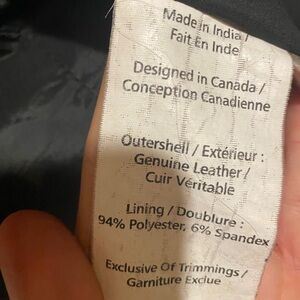 Made in India /
Fait En Inde
Designed in Canada /
Conception Canadienne
Outershell / Extérieur :
Genuine Leather /
Cuir Véritable
Lining / Doublure :
94% Polyester, 6% Spandex
Exclusive Of Trimmings /
Garniture Exclue